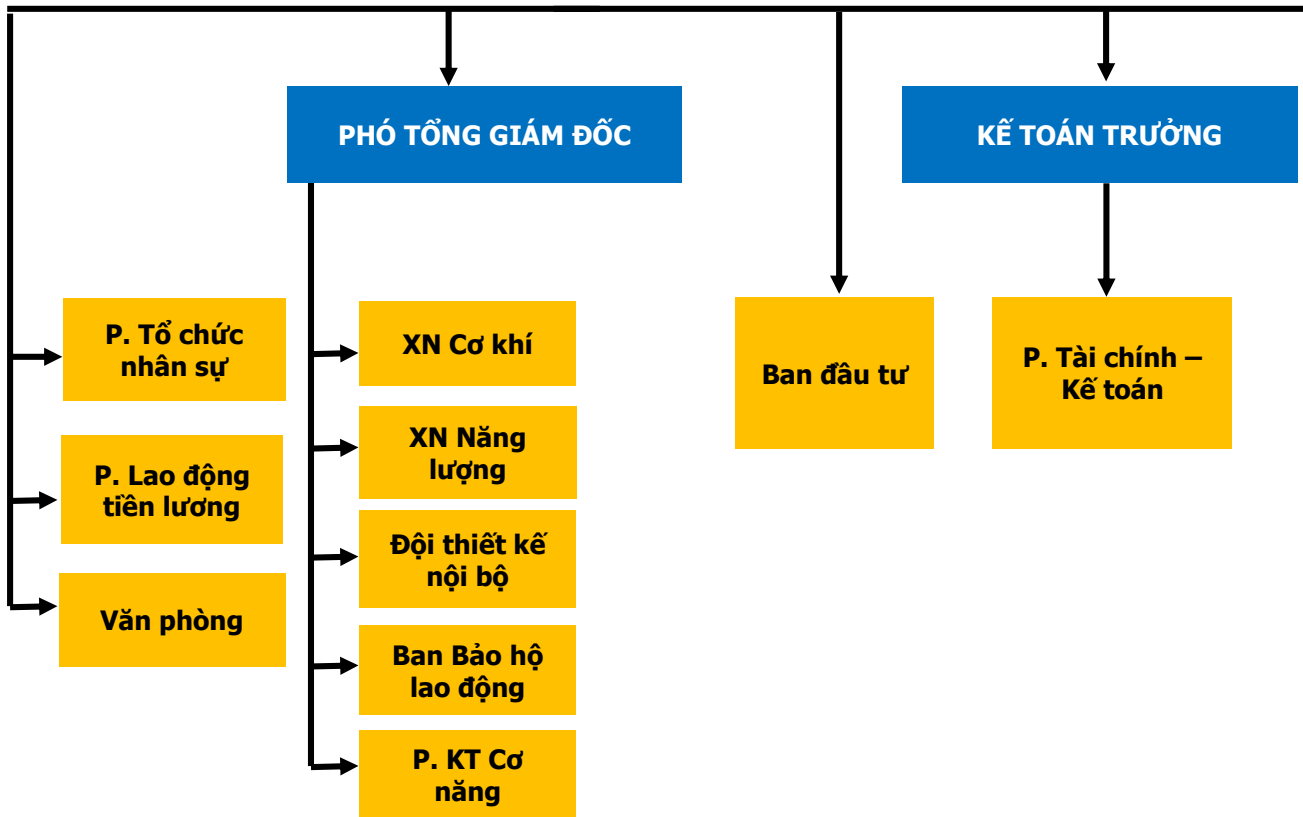 PHÓ TỔNG GIÁM ĐỐC
KẾ TOÁN TRƯỞNG
P. Tổ chức
nhân sự
P. Lao động
tiền lương
Văn phòng
XN Cơ khí
XN Năng
lượng
Đội thiết kế
nội bộ
Ban Bảo hộ
lao động
P. KT Cơ
năng
Ban đầu tư
P. Tài chính –
Kế toán